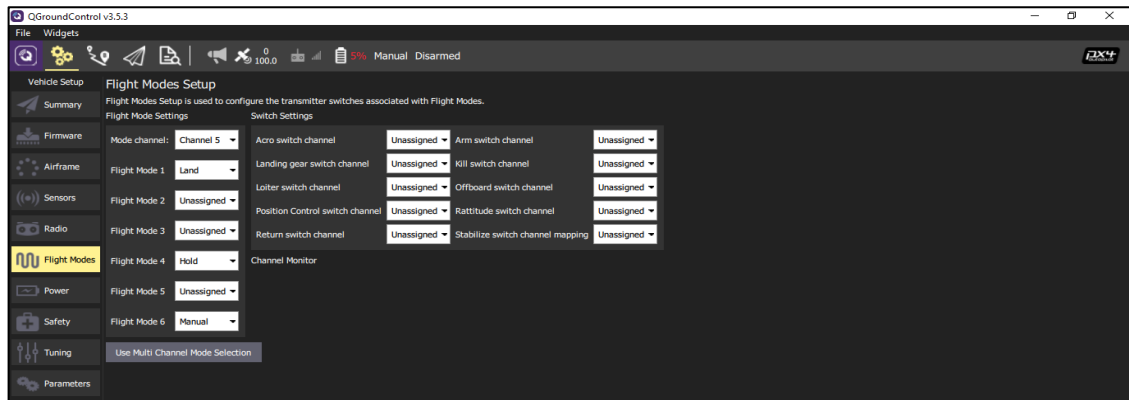 QGroundControl v3.5.3
File Widgets
0
100.0
5% Manual Disarmed
PX4
Vehicle Setup
Summary
Firmware
Airframe
Sensors
Radio
Flight Modes
Power
Safety
Tuning
Parameters
Flight Modes Setup
Flight Modes Setup is used to configure the transmitter switches associated with Flight Modes.
Flight Mode Settings
Mode channel: Channel 5
Flight Mode 1 Land
Flight Mode 2 Unassigned
Flight Mode 3 Unassigned
Flight Mode 4 Hold
Flight Mode 5 Unassigned
Flight Mode 6 Manual
Use Multi Channel Mode Selection
Switch Settings
Acro switch channel Unassigned Arm switch channel Unassigned
Landing gear switch channel Unassigned Kill switch channel Unassigned
Loiter switch channel Unassigned Offboard switch channel Unassigned
Position Control switch channel Unassigned Rattitude switch channel Unassigned
Return switch channel Unassigned Stabilize switch channel mapping Unassigned
Channel Monitor